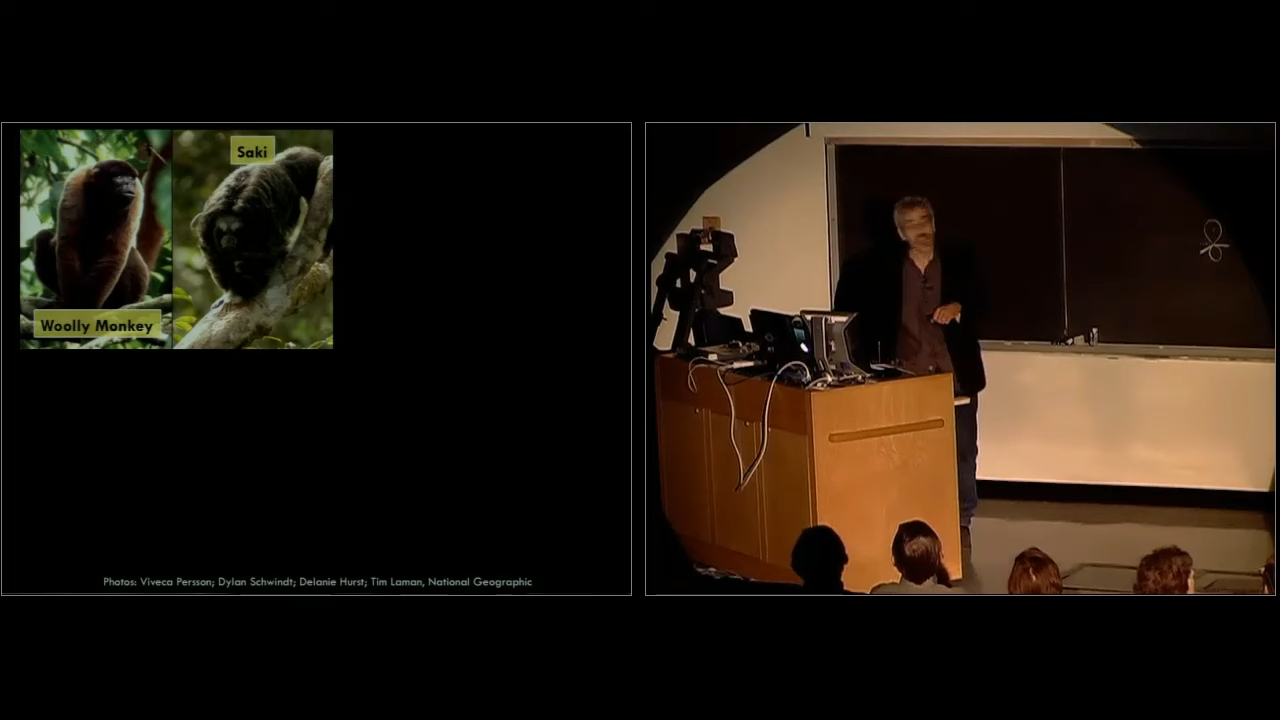 Saki
Woolly Monkey
Photos: Viveca Persson; Dylan Schwindt; Delanie Hurst; Tim Laman, National Geographic